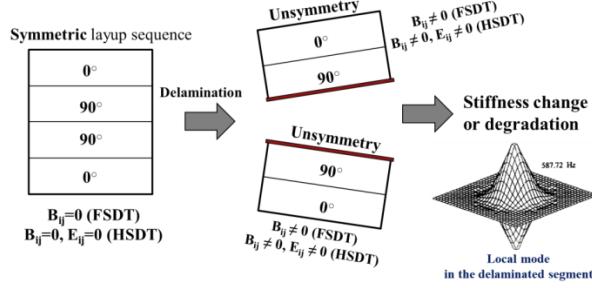 Symmetric layup sequence
0°
90°
90°
0°
B_ij=0 (FSDT)
B_ij=0, E_ij=0 (HSDT)
Delamination
Unsymmetry
0°
90°
B_ij ≠ 0 (FSDT)
B_ij ≠ 0, E_ij ≠ 0 (HSDT)
Unsymmetry
90°
0°
B_ij ≠ 0 (FSDT)
B_ij ≠ 0, E_ij ≠ 0 (HSDT)
Stiffness change
or degradation
587.72 Hz
Local mode
in the delaminated segment